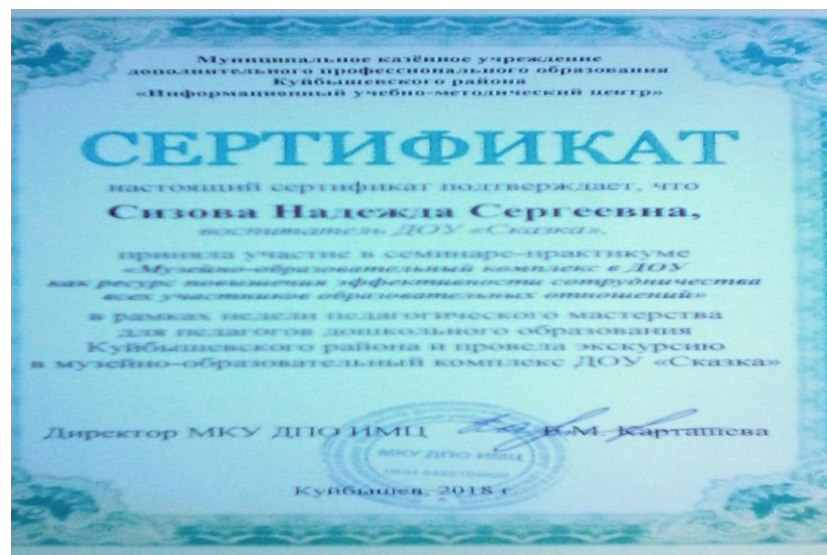 Муниципальное казённое учреждение
дополнительного профессионального образования
Куйбышевского района
«Информационный учебно-методический центр»
СЕРТИФИКАТ
настоящий сертификат подтверждает, что
Сизова Надежда Сергеевна,
воспитатель ДОУ «Сказка»,
приняла участие в семинаре-практикуме
«Музейно-образовательный комплекс в ДОУ
как ресурс повышения эффективности сотрудничества
всех участников образовательных отношений»
в рамках недели педагогического мастерства
для педагогов дошкольного образования
Куйбышевского района и провела экскурсию
в музейно-образовательный комплекс ДОУ «Сказка»
Директор МКУ ДПО ИМЦ В.М. Карташева
МКУ ДПО ИМЦ
Куйбышев, 2018 г